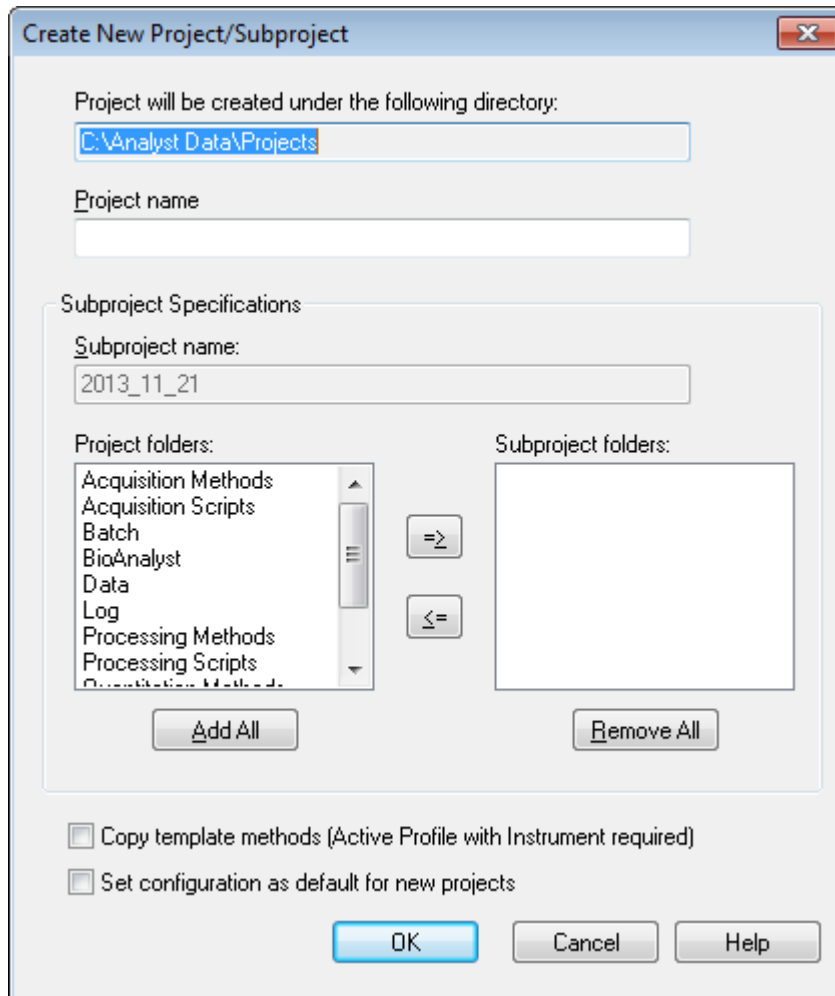 Create New Project/Subproject
Project will be created under the following directory:
C:\Analyst Data\Projects
Project name
Subproject Specifications
Subproject name:
2013_11_21
Project folders:
Subproject folders:
Acquisition Methods
Acquisition Scripts
Batch
BioAnalyst
Data
Log
Processing Methods
Processing Scripts
Quantitation Methods
=>
<=
Add All
Remove All
Copy template methods (Active Profile with Instrument required)
Set configuration as default for new projects
OK
Cancel
Help